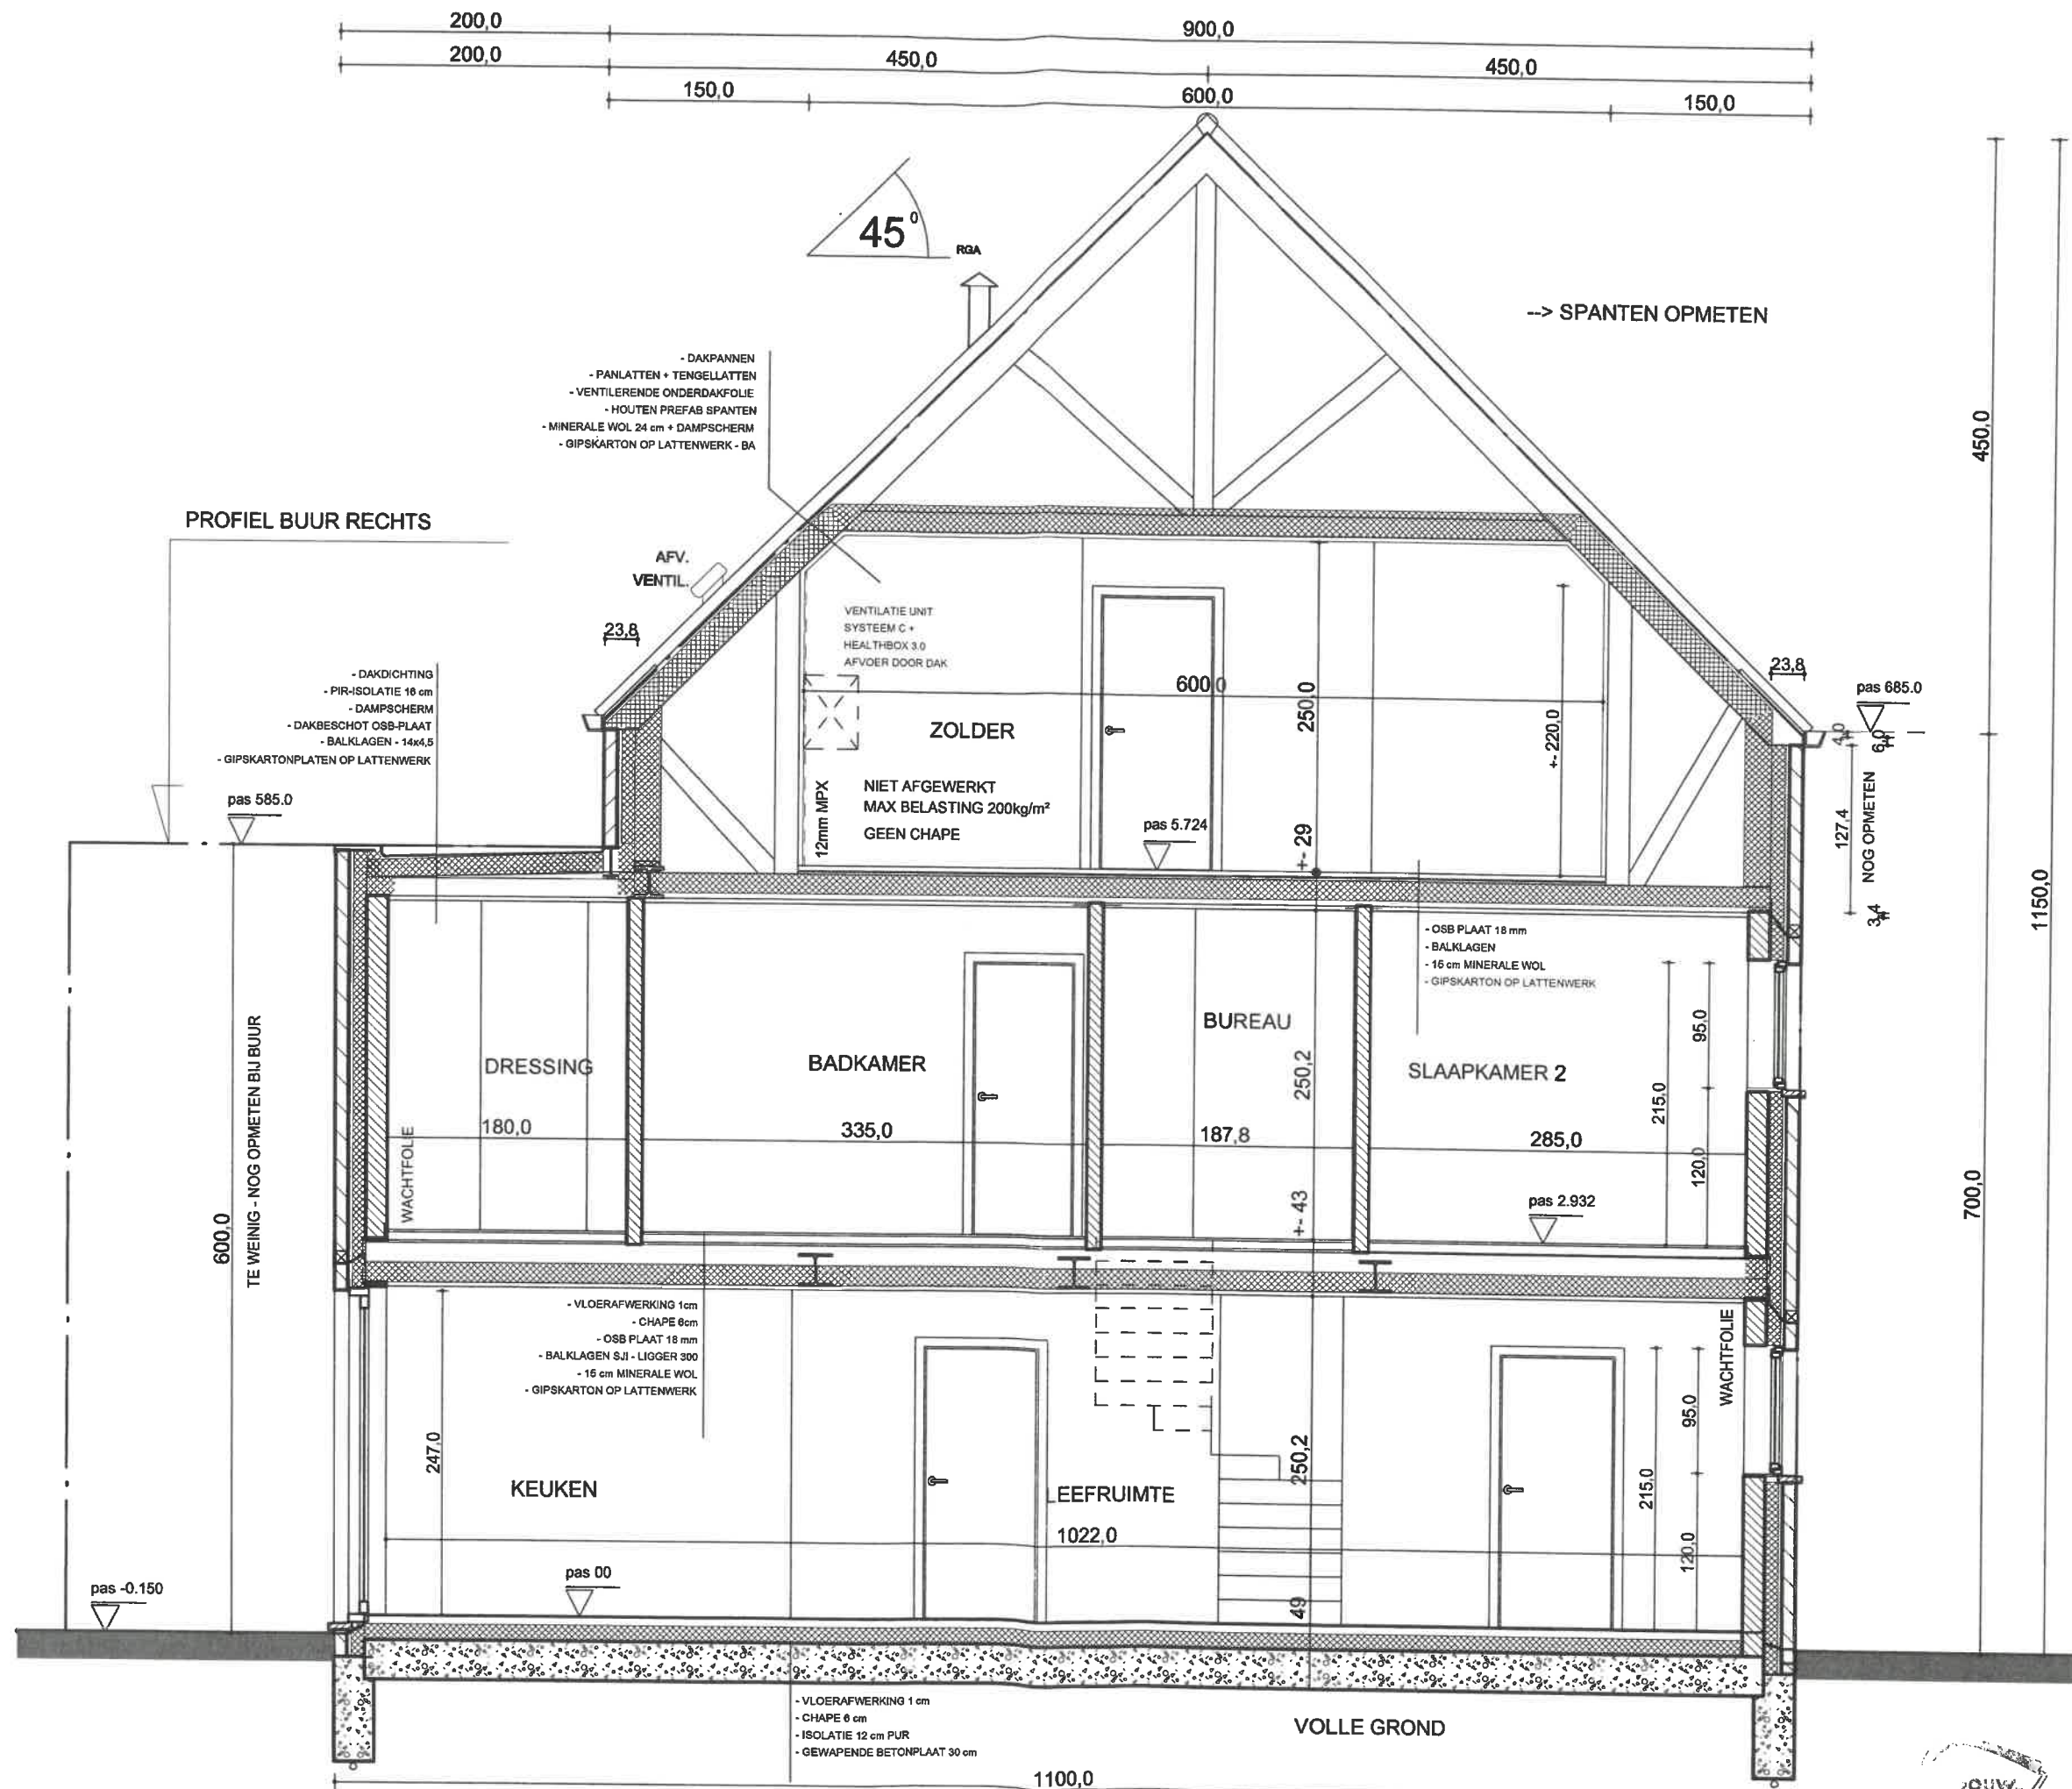 200,0
900,0
200,0
450,0
450,0
150,0
600,0
150,0
45°
RGA
--> SPANTEN OPMETEN
- DAKPANNEN
- PANLATTEN + TENGELLATTEN
- VENTILERENDE ONDERDAKFOLIE
- HOUTEN PREFAB SPANTEN
- MINERALE WOL 24 cm + DAMPSCHERM
- GIPSKARTON OP LATTENWERK - BA
450,0
PROFIEL BUUR RECHTS
AFV.
VENTIL.
23,8
VENTILATIE UNIT
SYSTEEM C +
HEALTHBOX 3.0
AFVOER DOOR DAK
- DAKDICHTING
- PIR-ISOLATIE 16 cm
- DAMPSCHERM
- DAKBESCHOT OSB-PLAAT
- BALKLAGEN - 14x4,5
- GIPSKARTONPLATEN OP LATTENWERK
600,0
250,0
+- 220,0
23,8
pas 685.0
4,0
6,0
ZOLDER
12mm MPX
NIET AFGEWERKT
MAX BELASTING 200kg/m²
GEEN CHAPE
pas 5.724
+- 29
127,4
NOG OPMETEN
3,4
1150,0
pas 585.0
- OSB PLAAT 18 mm
- BALKLAGEN
- 15 cm MINERALE WOL
- GIPSKARTON OP LATTENWERK
DRESSING
BADKAMER
BUREAU
SLAAPKAMER 2
250,2
215,0
95,0
120,0
WACHTFOLIE
180,0
335,0
187,8
285,0
+- 43
pas 2.932
600,0
TE WEINIG - NOG OPMETEN BIJ BUUR
700,0
- VLOERAFWERKING 1cm
- CHAPE 6cm
- OSB PLAAT 18 mm
- BALKLAGEN SJI - LIGGER 300
- 15 cm MINERALE WOL
- GIPSKARTON OP LATTENWERK
WACHTFOLIE
247,0
KEUKEN
LEEFRUIMTE
250,2
215,0
95,0
120,0
1022,0
pas 00
49
pas -0.150
- VLOERAFWERKING 1 cm
- CHAPE 6 cm
- ISOLATIE 12 cm PUR
- GEWAPENDE BETONPLAAT 30 cm
VOLLE GROND
1100,0